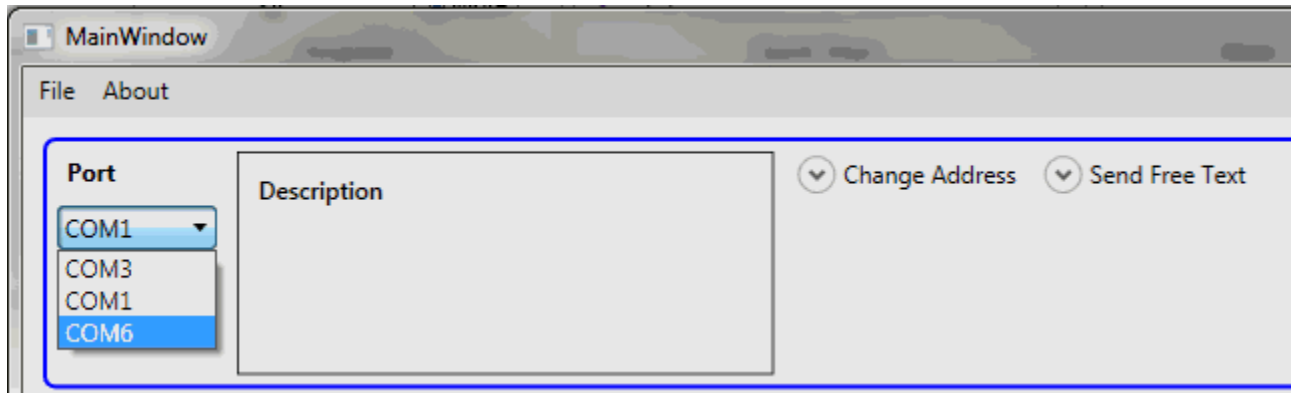 MainWindow
File About
Port
Description
Change Address Send Free Text
COM1
COM3
COM1
COM6